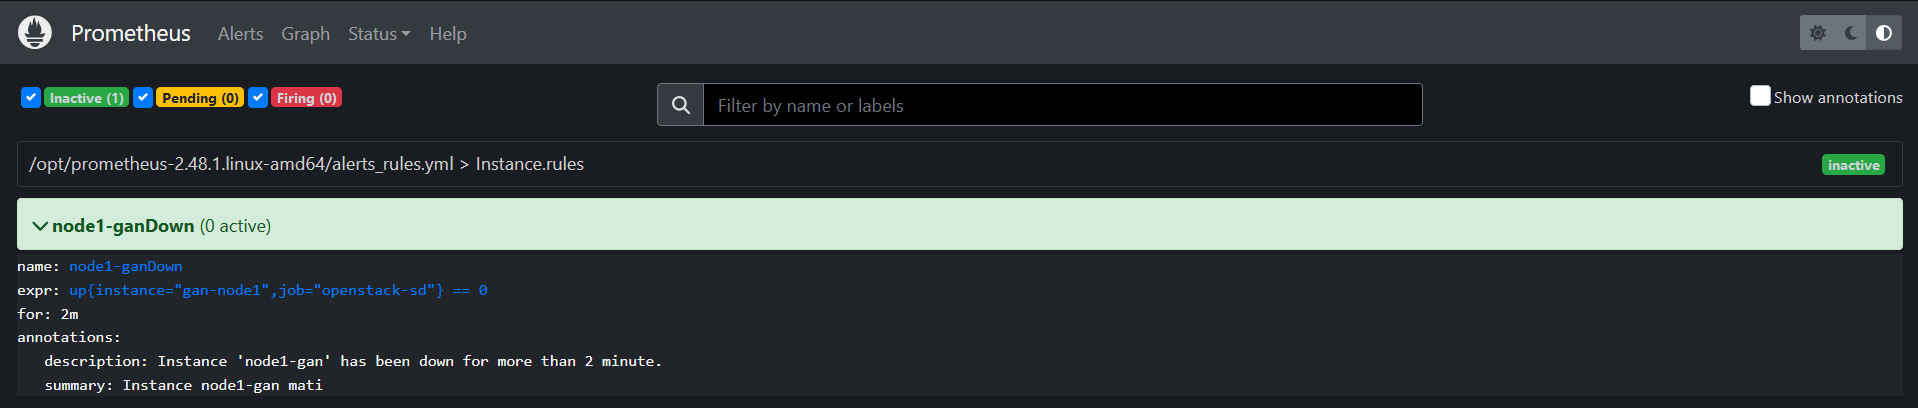 Prometheus Alerts Graph Status Help
Inactive (1) Pending (0) Firing (0) Filter by name or labels Show annotations
/opt/prometheus-2.48.1.linux-amd64/alerts_rules.yml > Instance.rules inactive
node1-ganDown (0 active)
name: node1-ganDown
expr: up{instance="gan-node1",job="openstack-sd"} == 0
for: 2m
annotations:
description: Instance 'node1-gan' has been down for more than 2 minute.
summary: Instance node1-gan mati